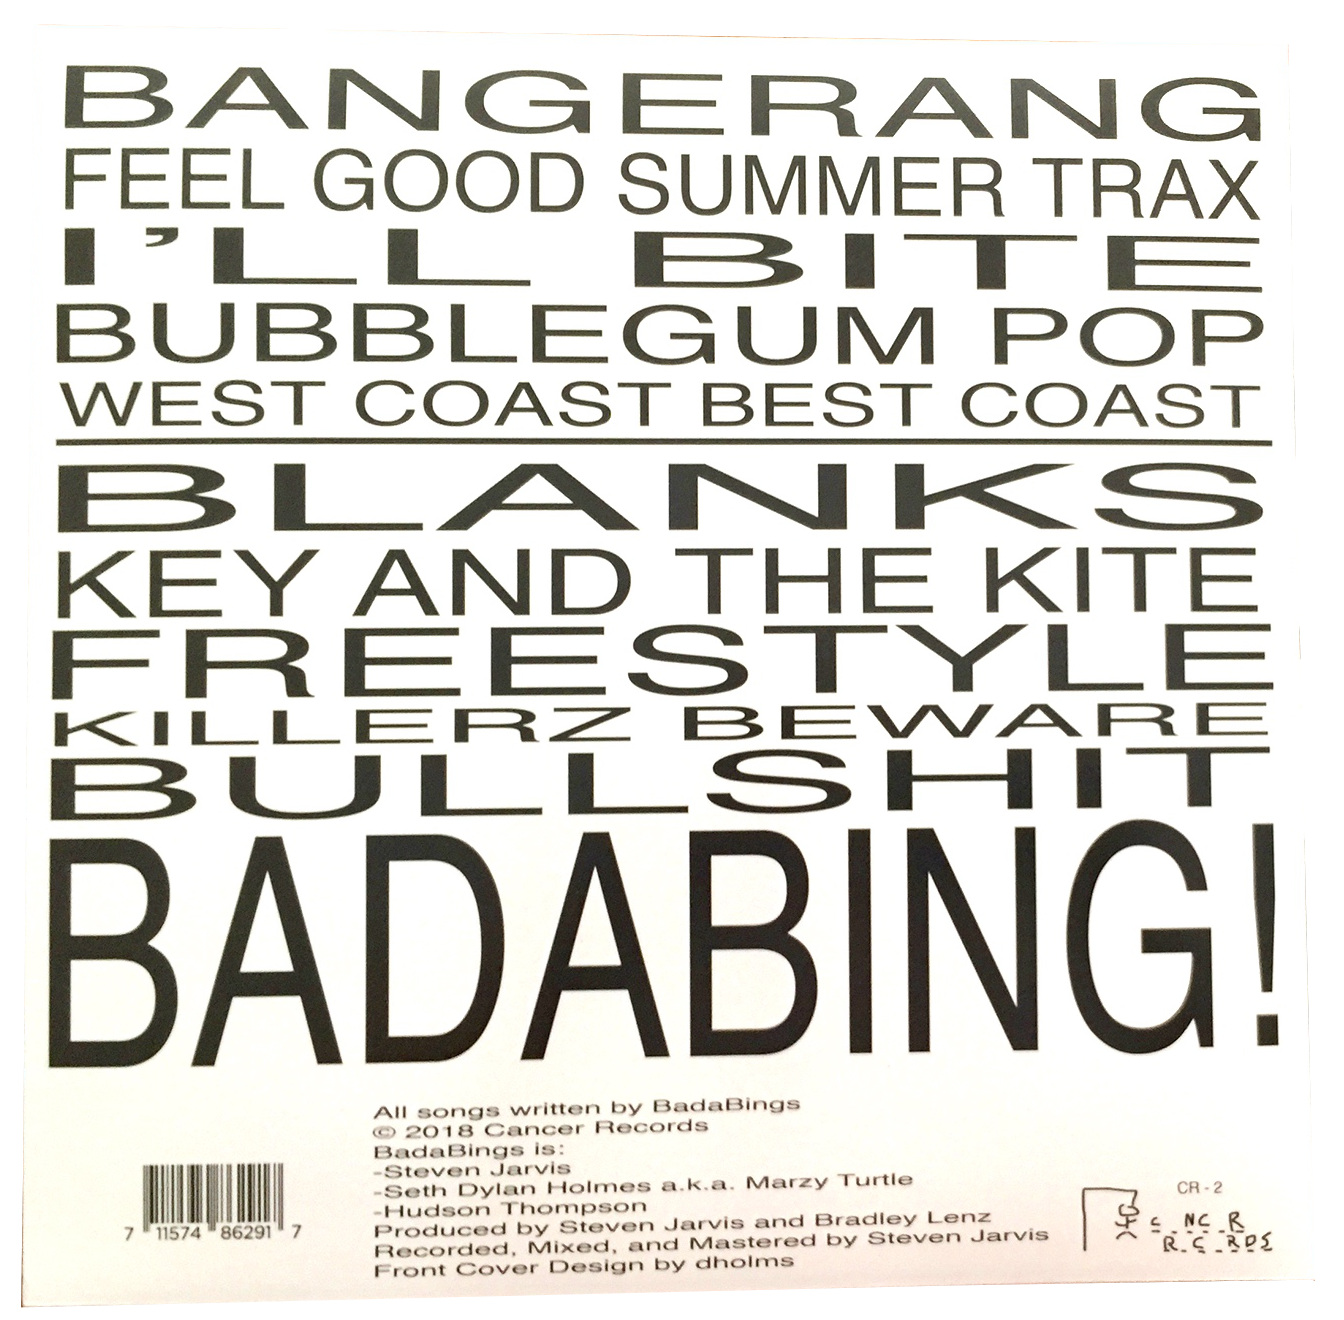 BANGERANG
FEEL GOOD SUMMER TRAX
I'LL BITE
BUBBLEGUM POP
WEST COAST BEST COAST
BLANKS
KEY AND THE KITE
FREESTYLE
KILLERZ BEWARE
BULLSHIT
BADABING!
All songs written by BadaBings
© 2018 Cancer Records
BadaBings is:
-Steven Jarvis
-Seth Dylan Holmes a.k.a. Marzy Turtle
-Hudson Thompson
Produced by Steven Jarvis and Bradley Lenz
Recorded, Mixed, and Mastered by Steven Jarvis
Front Cover Design by dholms
7 11574 86291 7
CR-2
C_NC_R
R_C_RDS